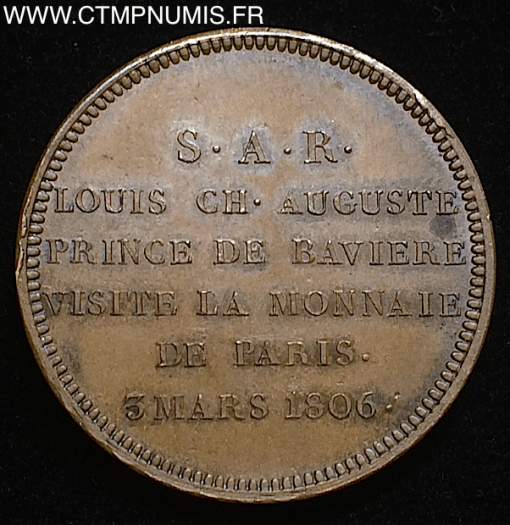 WWW.CTMPNUMIS.FR
S·A·R·
LOUIS CH· AUGUSTE
PRINCE DE BAVIERE
VISITE LA MONNAIE
DE PARIS·
3 MARS 1806·